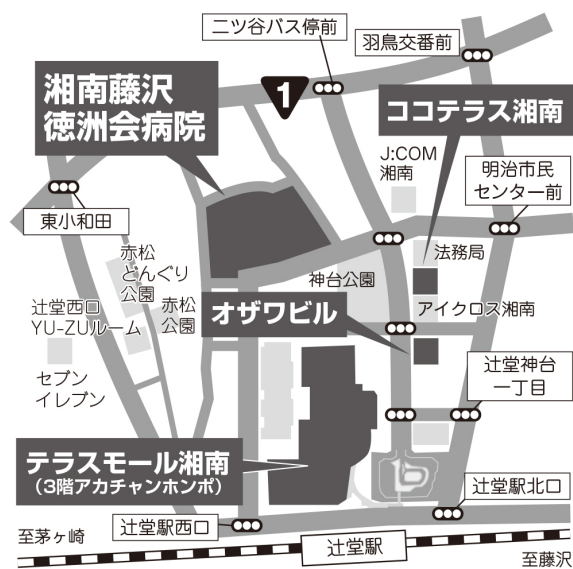 二ツ谷バス停前
羽鳥交番前
1
湘南藤沢
徳洲会病院
ココテラス湘南
J:COM
湘南
明治市民
センター前
東小和田
赤松
どんぐり
公園
法務局
神台公園
赤松
公園
辻堂西口
YU-ZUルーム
オザワビル
アイクロス湘南
セブン
イレブン
辻堂神台
一丁目
テラスモール湘南
(3階アカチャンホンポ)
辻堂駅北口
辻堂駅西口
至茅ヶ崎
辻堂駅
至藤沢